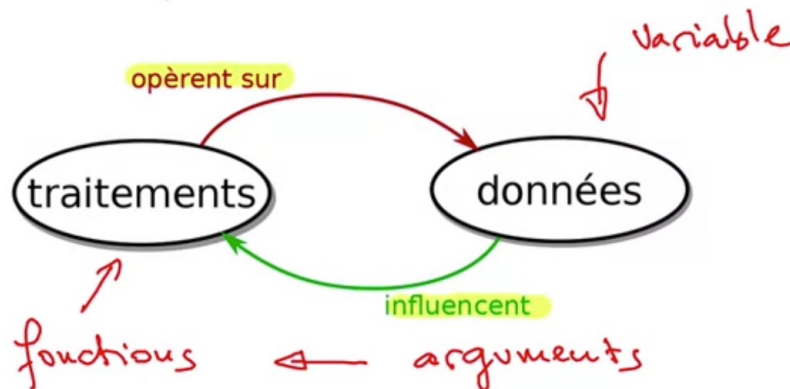 variable
opèrent sur
traitements
données
influencent
fonctions
arguments